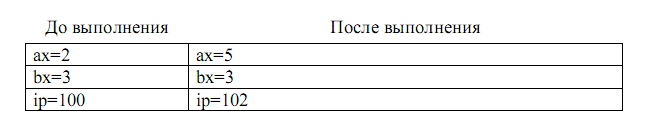 До выполнения После выполнения
ax=2 ax=5
bx=3 bx=3
ip=100 ip=102